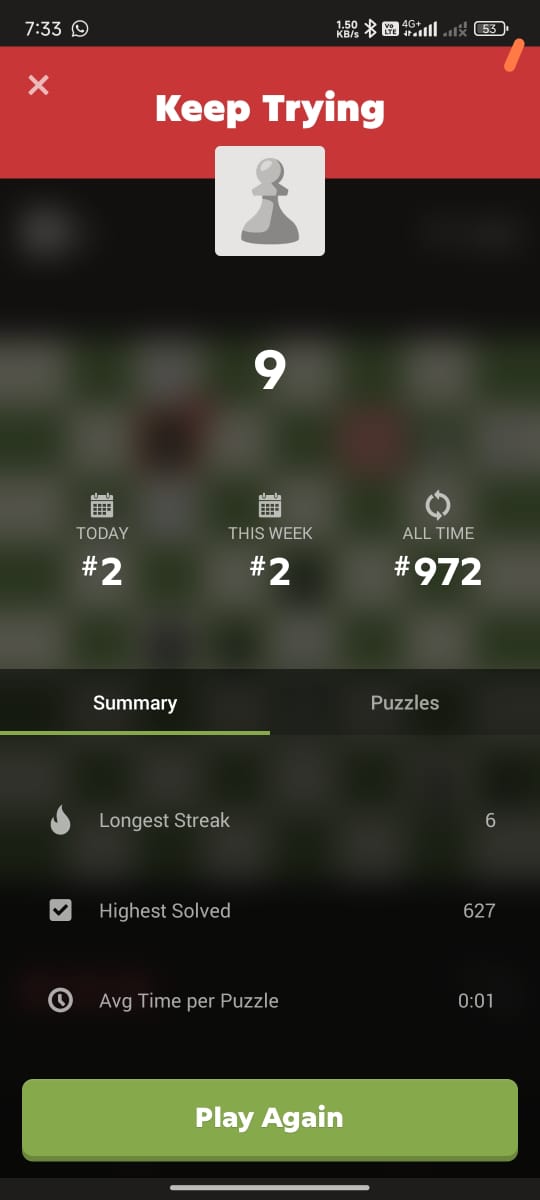 7:33 1.50 KB/s Vo LTE 4G+ 53
Keep Trying
9
TODAY THIS WEEK ALL TIME
#2 #2 #972
Summary Puzzles
Longest Streak 6
Highest Solved 627
Avg Time per Puzzle 0:01
Play Again